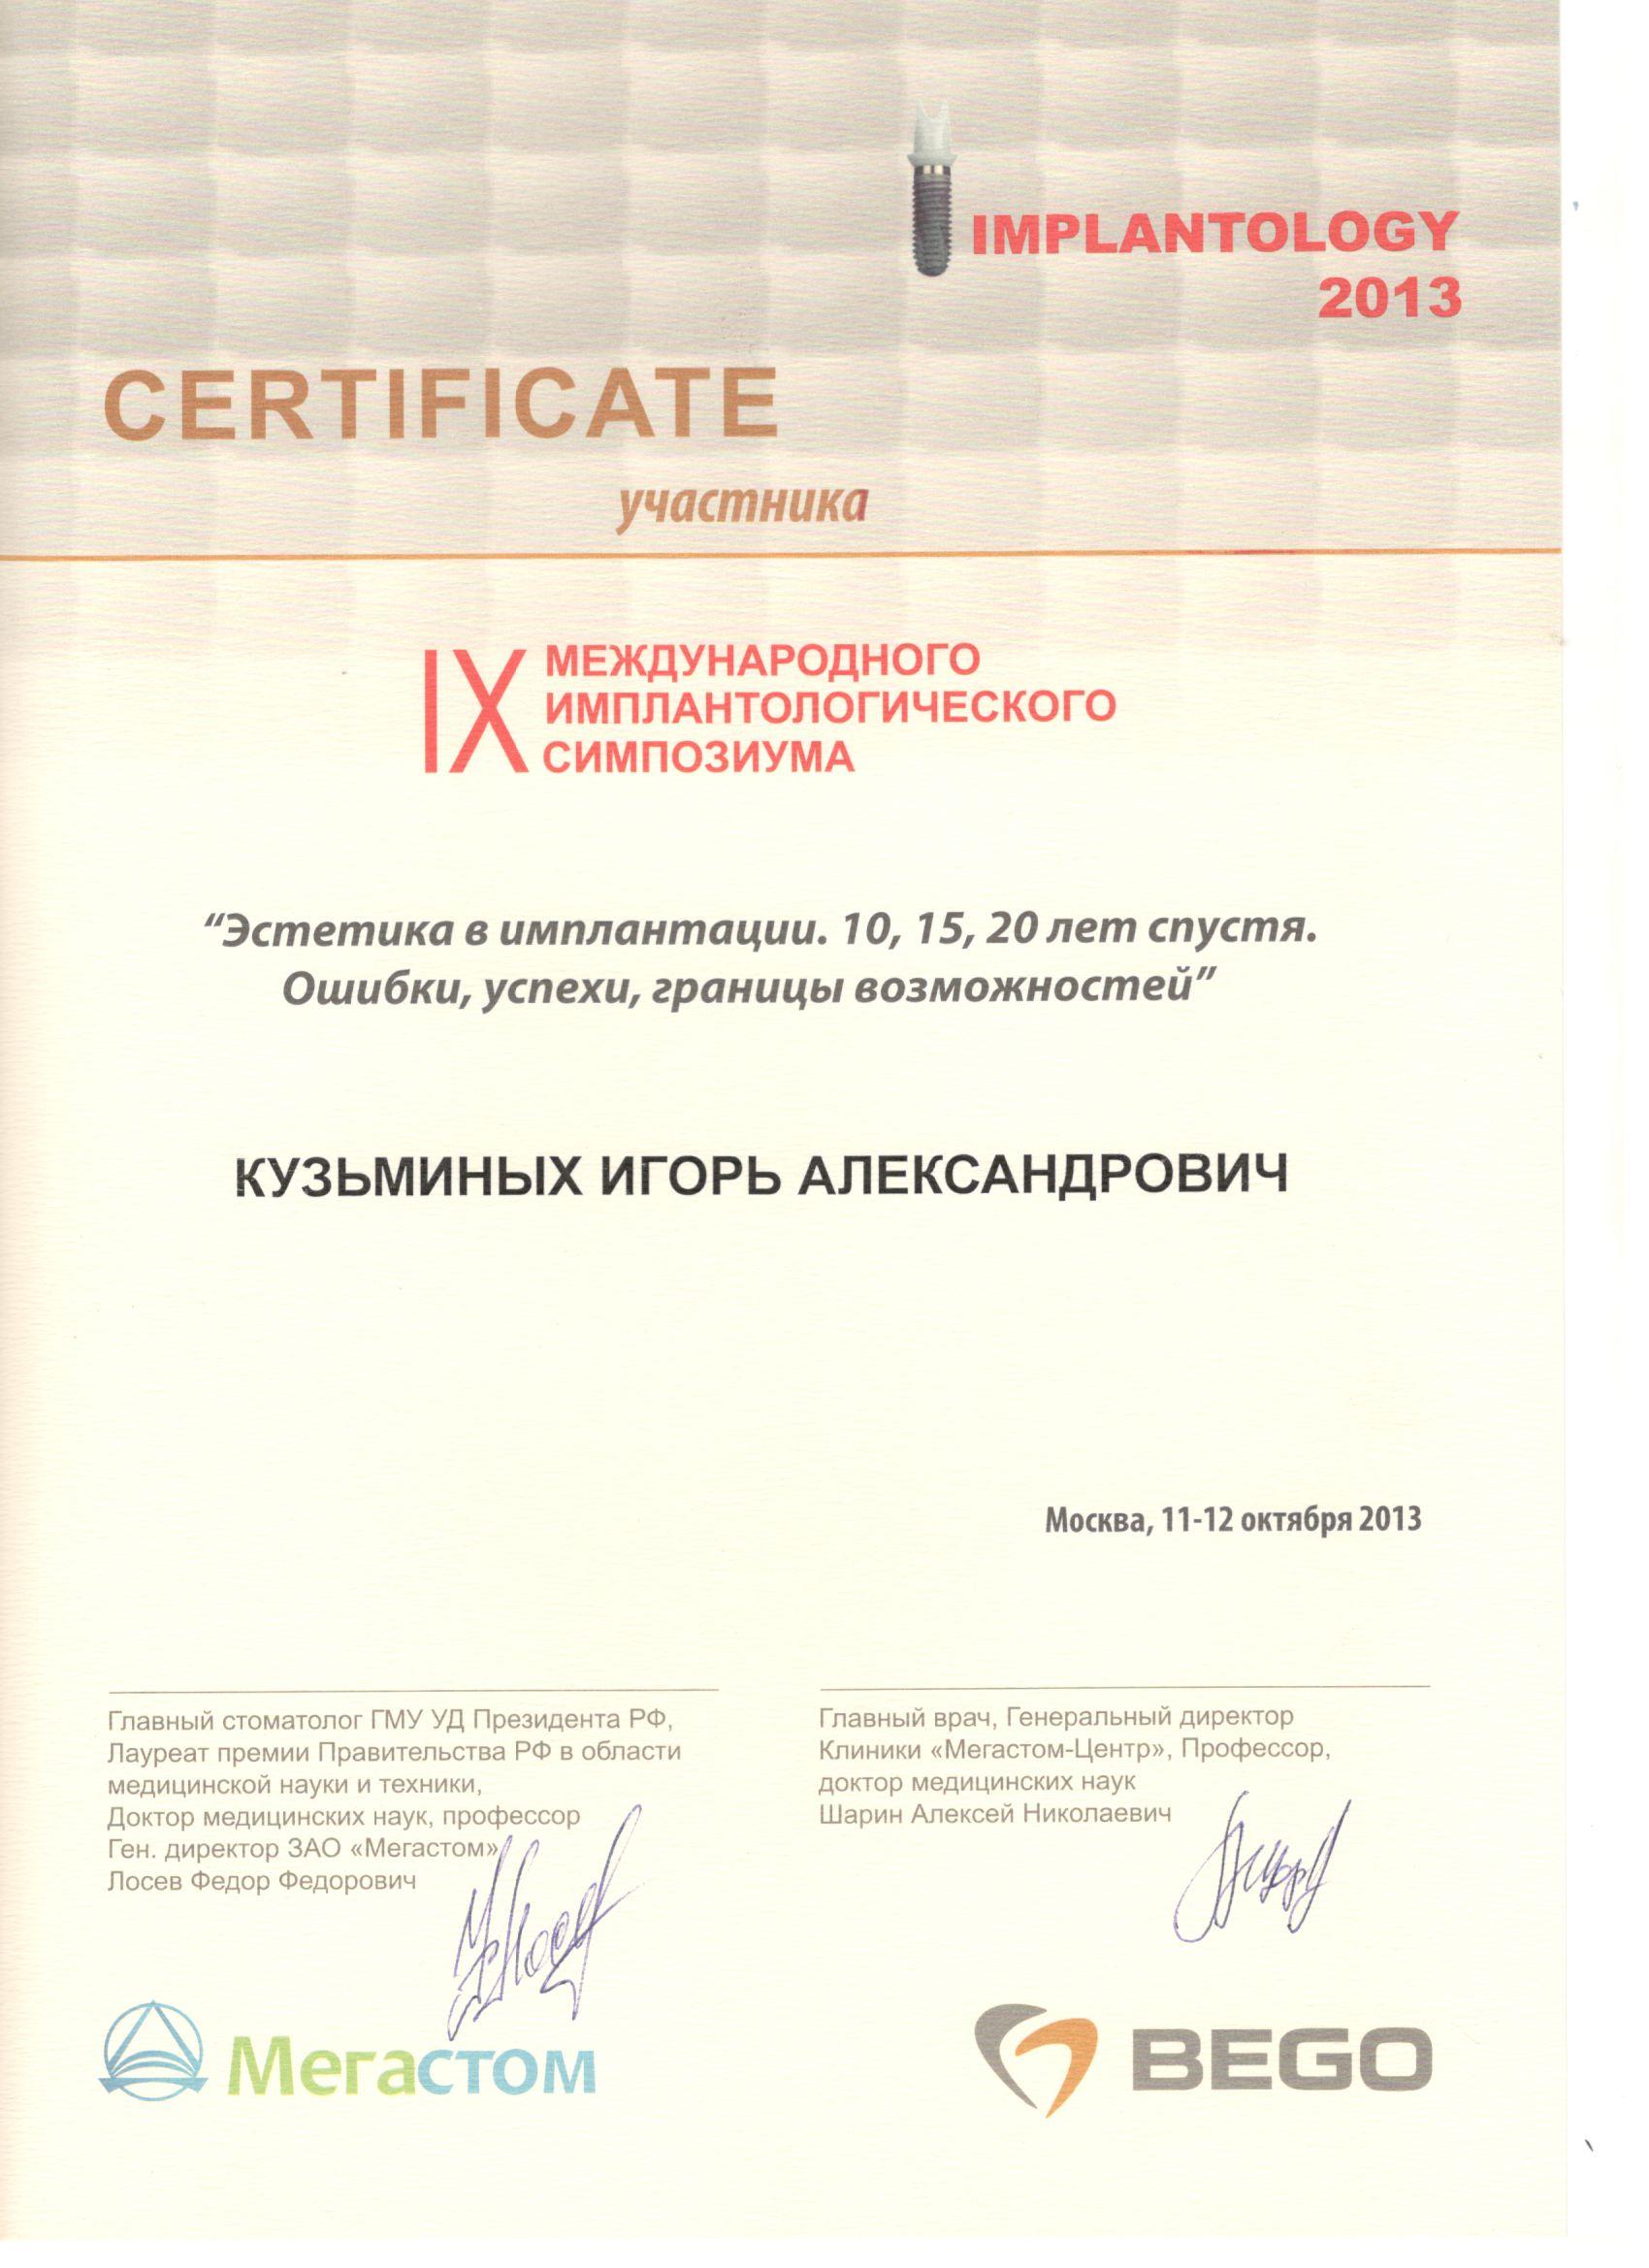 IMPLANTOLOGY
2013
CERTIFICATE
участника
IX МЕЖДУНАРОДНОГО
ИМПЛАНТОЛОГИЧЕСКОГО
СИМПОЗИУМА
“Эстетика в имплантации. 10, 15, 20 лет спустя.
Ошибки, успехи, границы возможностей”
КУЗЬМИНЫХ ИГОРЬ АЛЕКСАНДРОВИЧ
Москва, 11-12 октября 2013
Главный стоматолог ГМУ УД Президента РФ,
Лауреат премии Правительства РФ в области
медицинской науки и техники,
Доктор медицинских наук, профессор
Ген. директор ЗАО «Мегастом»
Лосев Федор Федорович
Главный врач, Генеральный директор
Клиники «Мегастом-Центр», Профессор,
доктор медицинских наук
Шарин Алексей Николаевич
Мегастом
BEGO